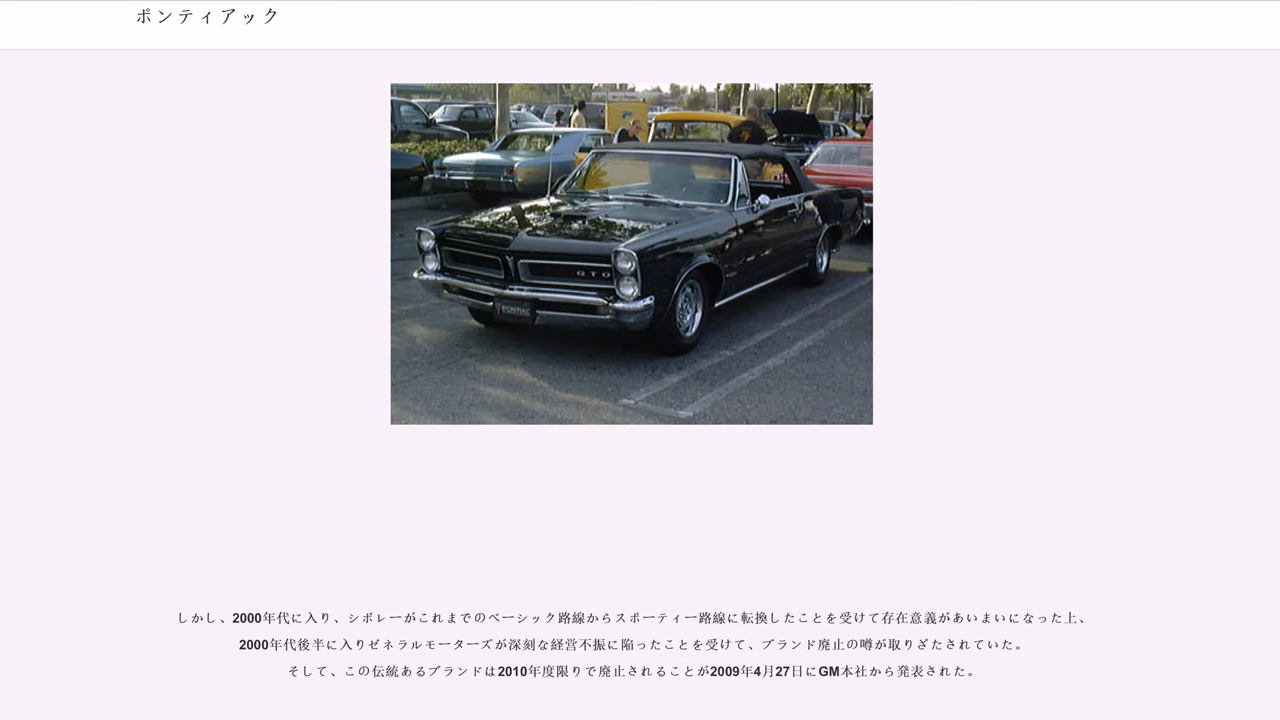 ポンティアック
GTO
PONTIAC
しかし、2000年代に入り、シボレーがこれまでのベーシック路線からスポーティー路線に転換したことを受けて存在意義があいまいになった上、
2000年代後半に入りゼネラルモーターズが深刻な経営不振に陥ったことを受けて、ブランド廃止の噂が取りざたされていた。
そして、この伝統あるブランドは2010年度限りで廃止されることが2009年4月27日にGM本社から発表された。